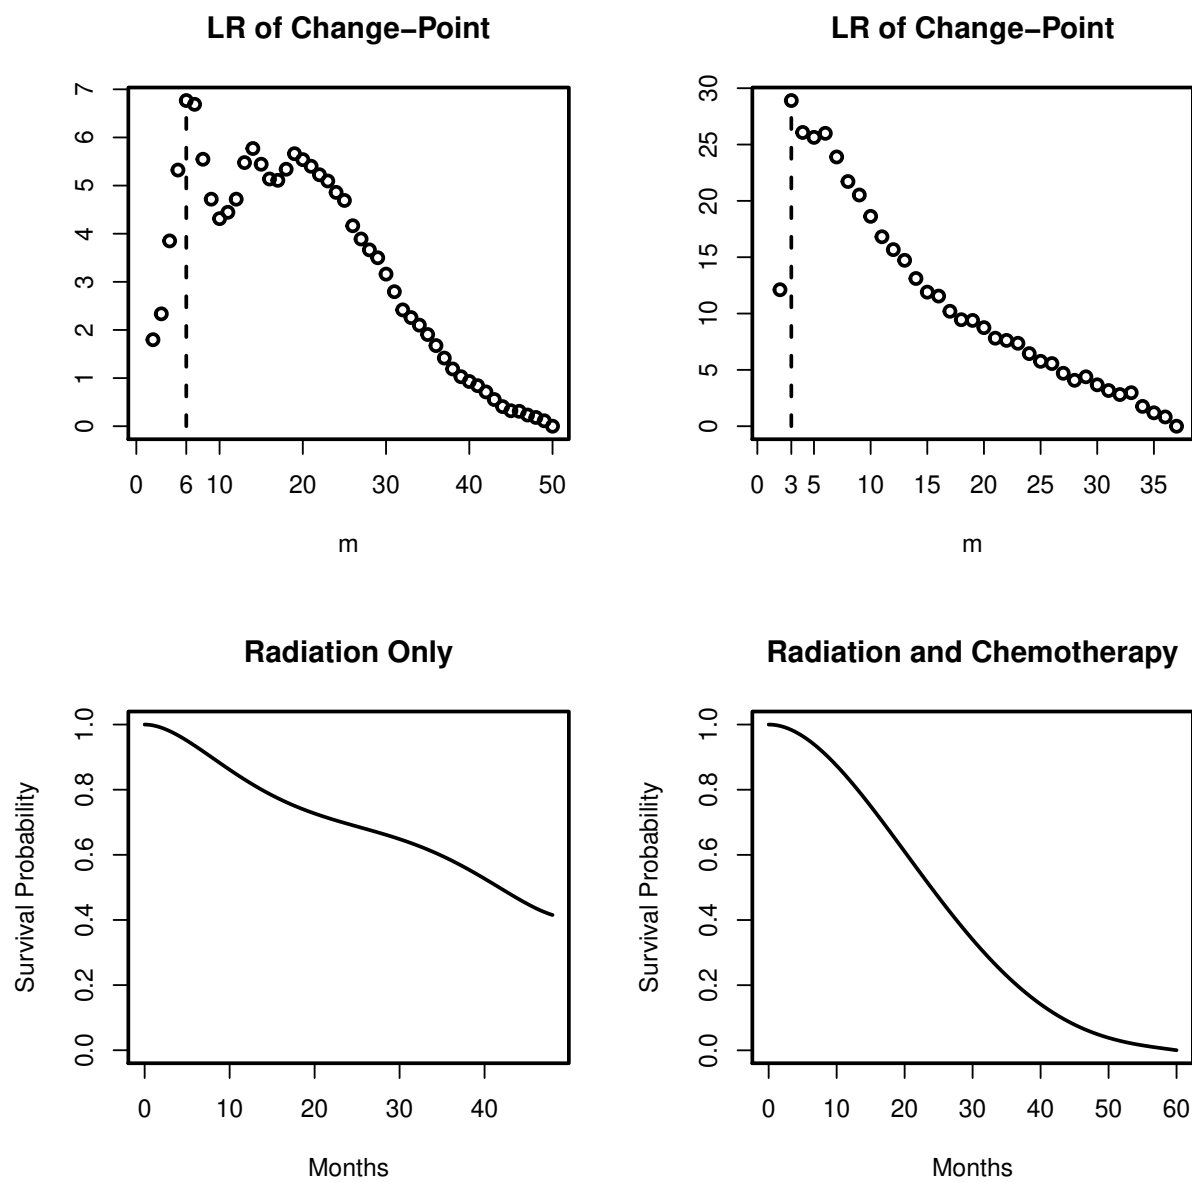 LR of Change−Point
7
6
5
4
3
2
1
0
0 6 10 20 30 40 50
m
LR of Change−Point
30
25
20
15
10
5
0
0 3 5 10 15 20 25 30 35
m
Radiation Only
Survival Probability
1.0
0.8
0.6
0.4
0.2
0.0
0 10 20 30 40
Months
Radiation and Chemotherapy
Survival Probability
1.0
0.8
0.6
0.4
0.2
0.0
0 10 20 30 40 50 60
Months